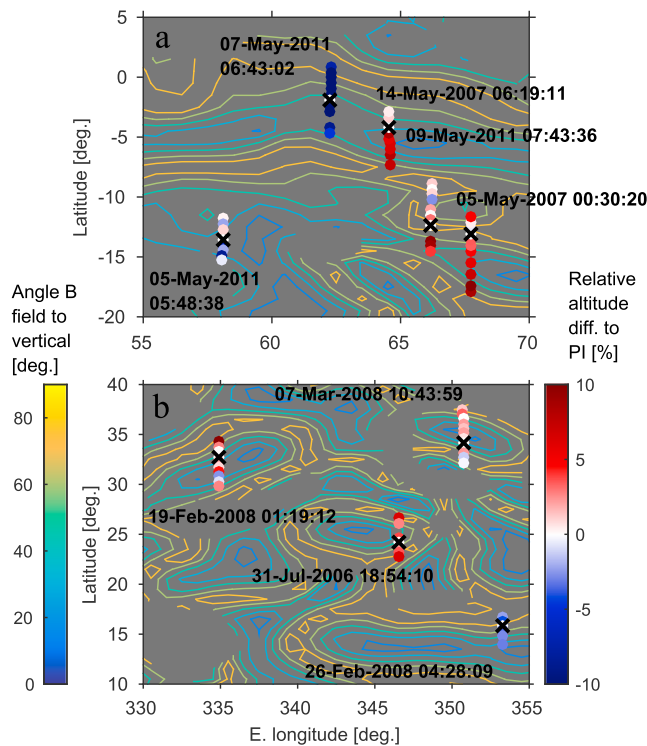 a
5
0
-5
-10
-15
-20
Latitude [deg.]
07-May-2011
06:43:02
14-May-2007 06:19:11
09-May-2011 07:43:36
05-May-2007 00:30:20
05-May-2011
05:48:38
55
60
65
70
Angle B
field to
vertical
[deg.]
80
60
40
20
0
Relative
altitude
diff. to
PI [%]
10
5
0
-5
-10
b
40
35
30
25
20
15
10
Latitude [deg.]
07-Mar-2008 10:43:59
19-Feb-2008 01:19:12
31-Jul-2006 18:54:10
26-Feb-2008 04:28:09
330
335
340
345
350
355
E. longitude [deg.]